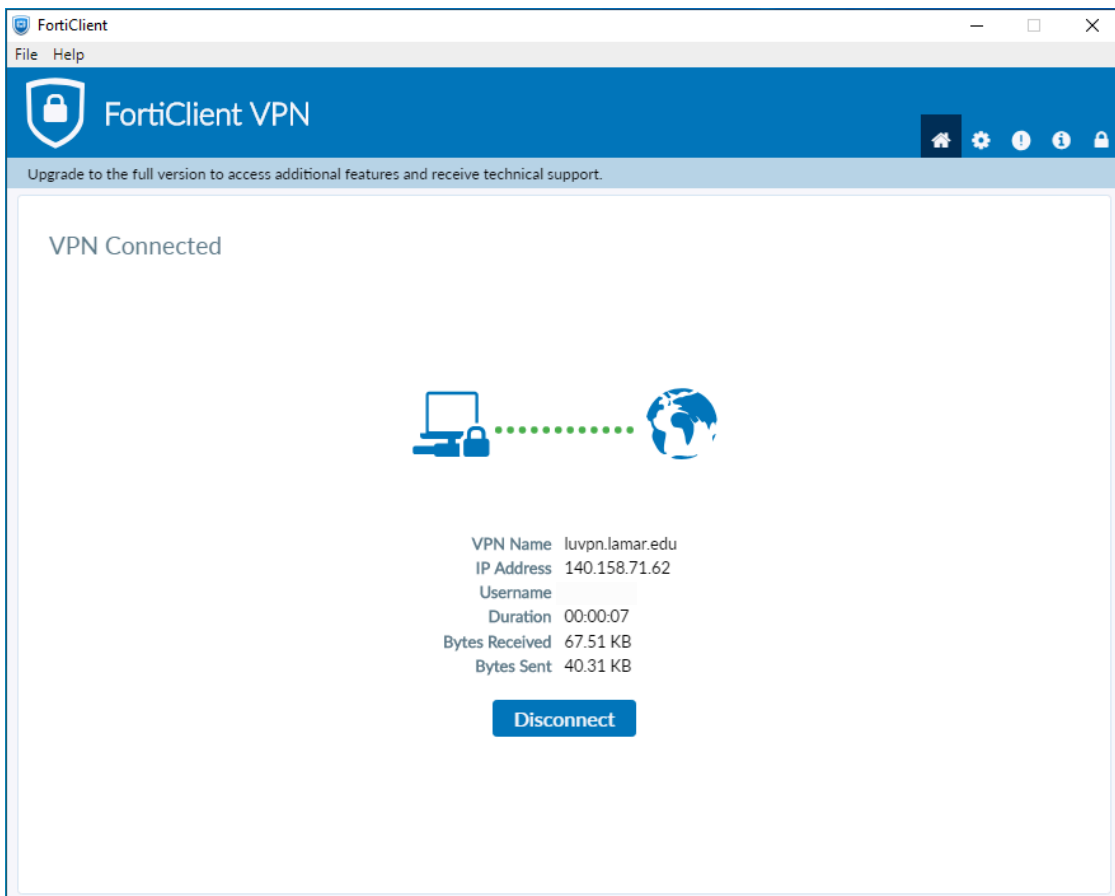 FortiClient
File Help
FortiClient VPN
Upgrade to the full version to access additional features and receive technical support.
VPN Connected
VPN Name luvpn.lamar.edu
IP Address 140.158.71.62
Username
Duration 00:00:07
Bytes Received 67.51 KB
Bytes Sent 40.31 KB
Disconnect